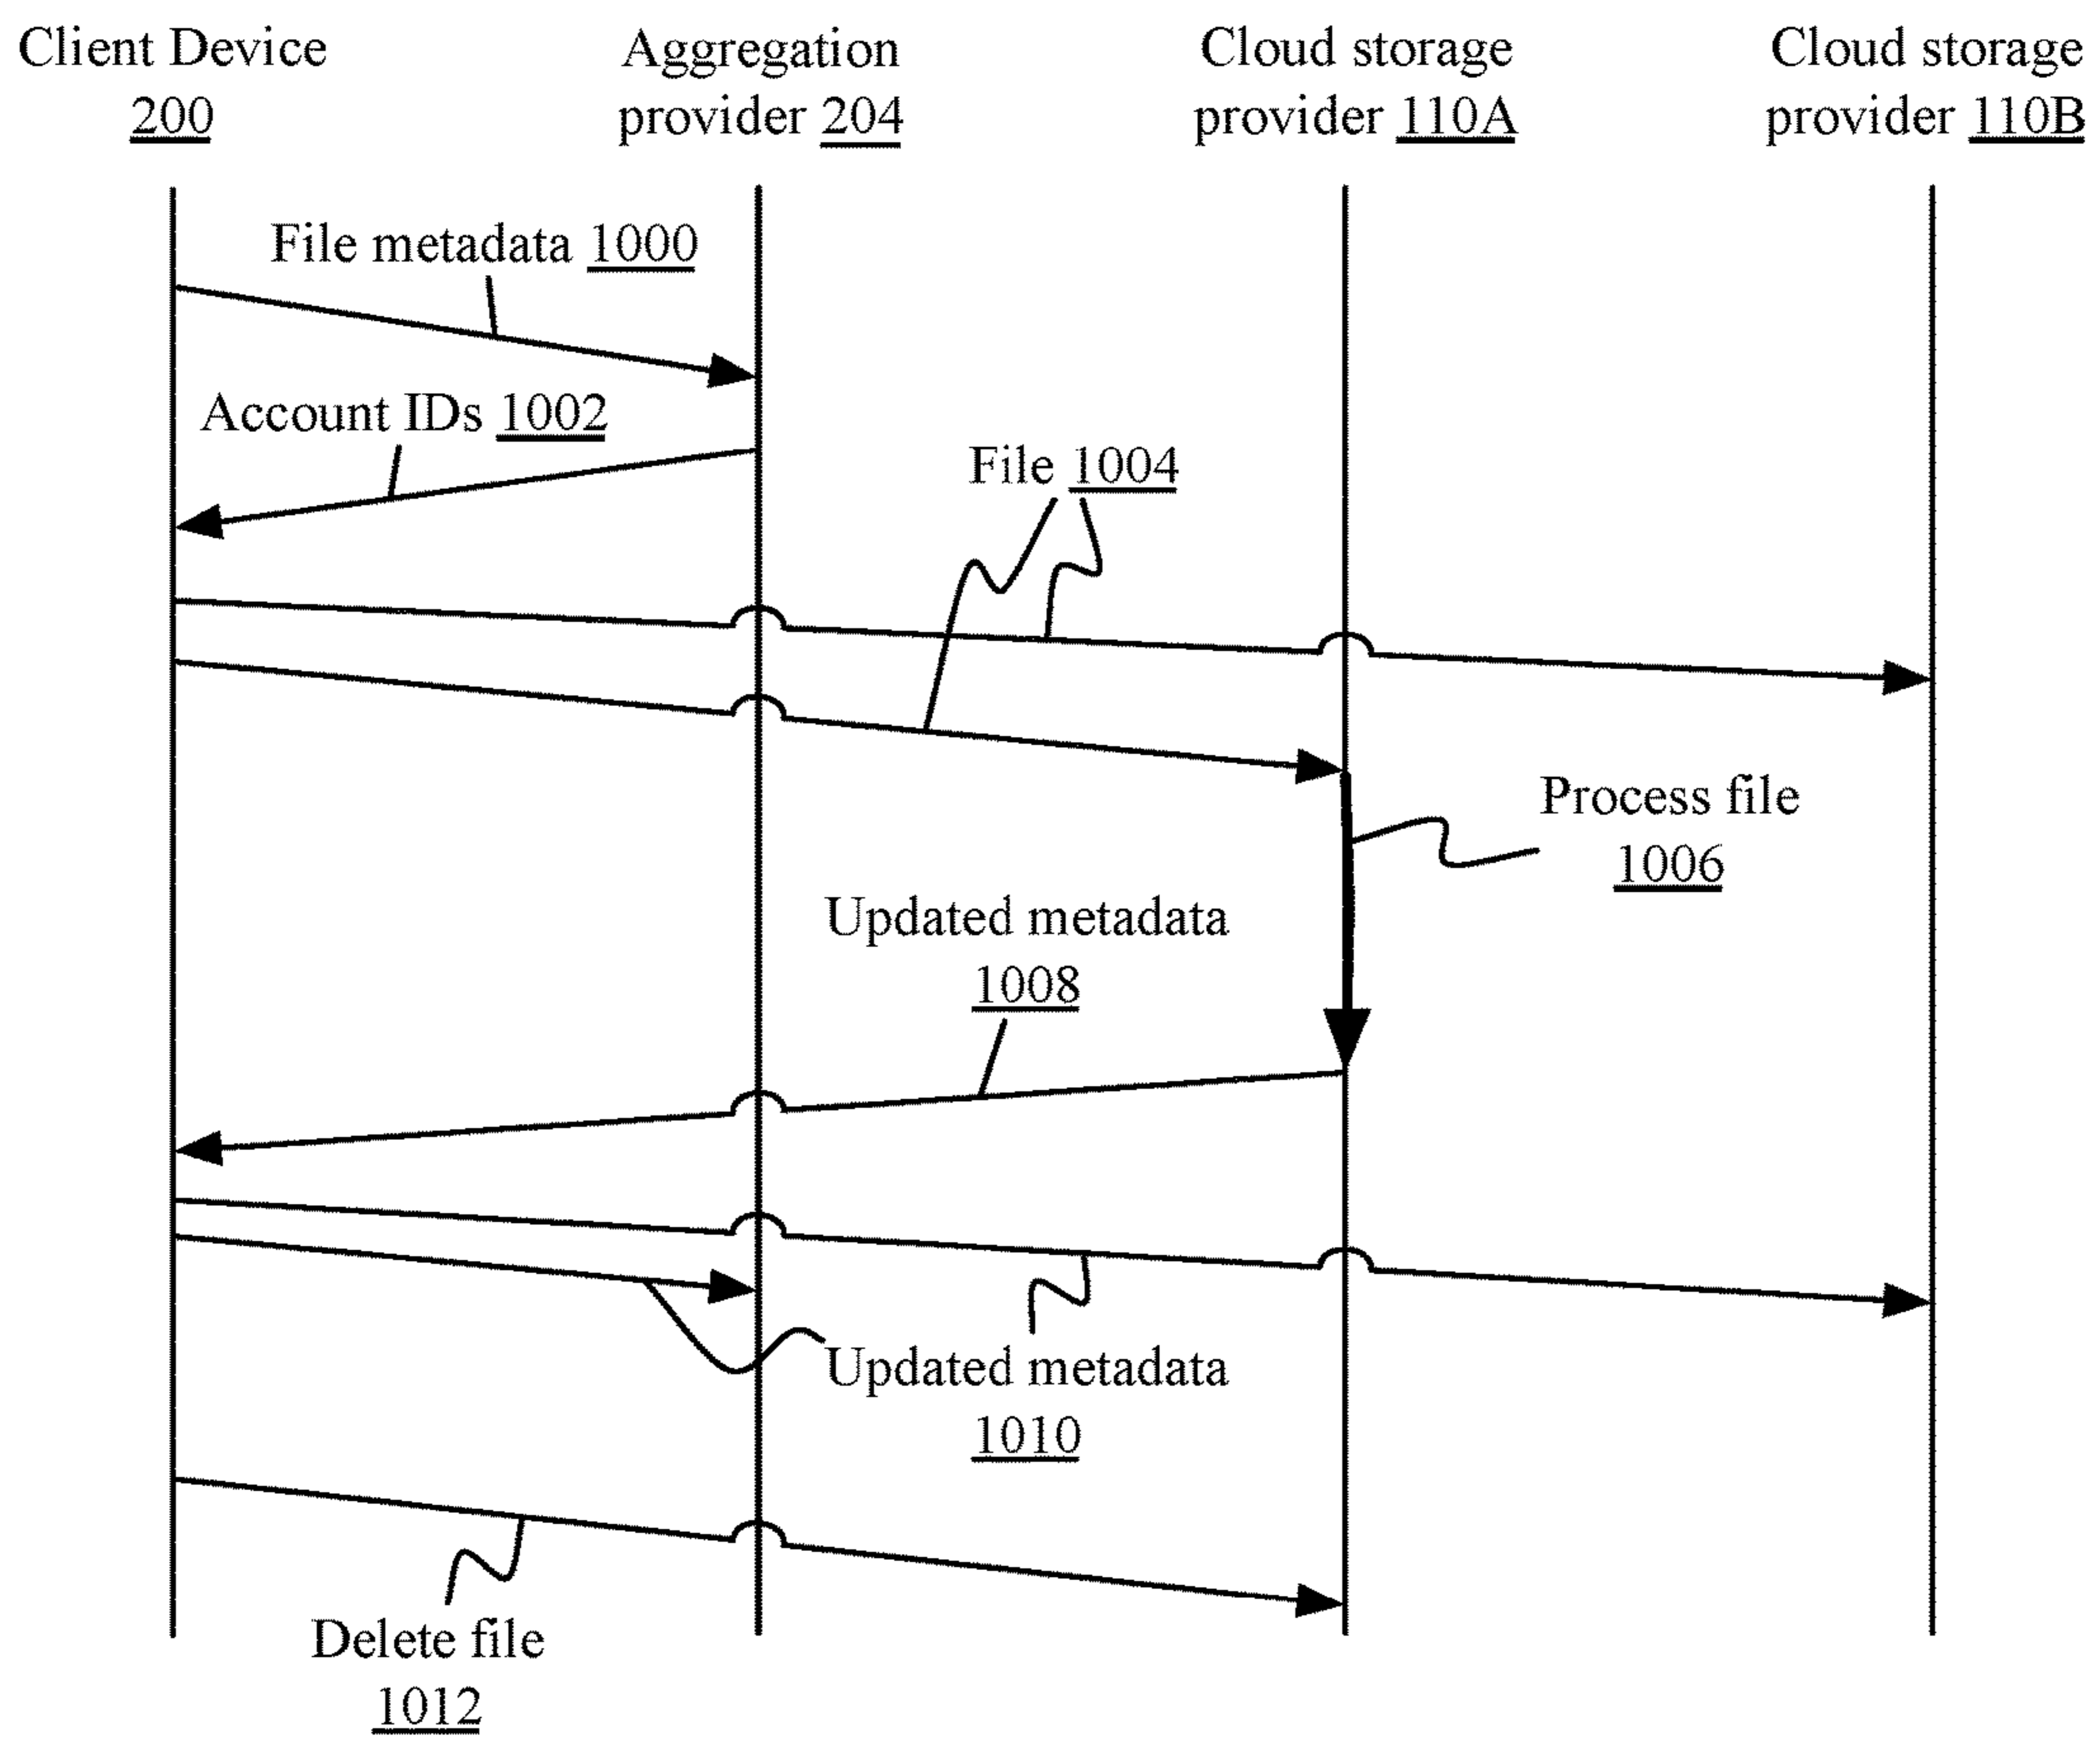 Client Device
200
Aggregation
provider 204
Cloud storage
provider 110A
Cloud storage
provider 110B
File metadata 1000
Account IDs 1002
File 1004
Process file
1006
Updated metadata
1008
Updated metadata
1010
Delete file
1012